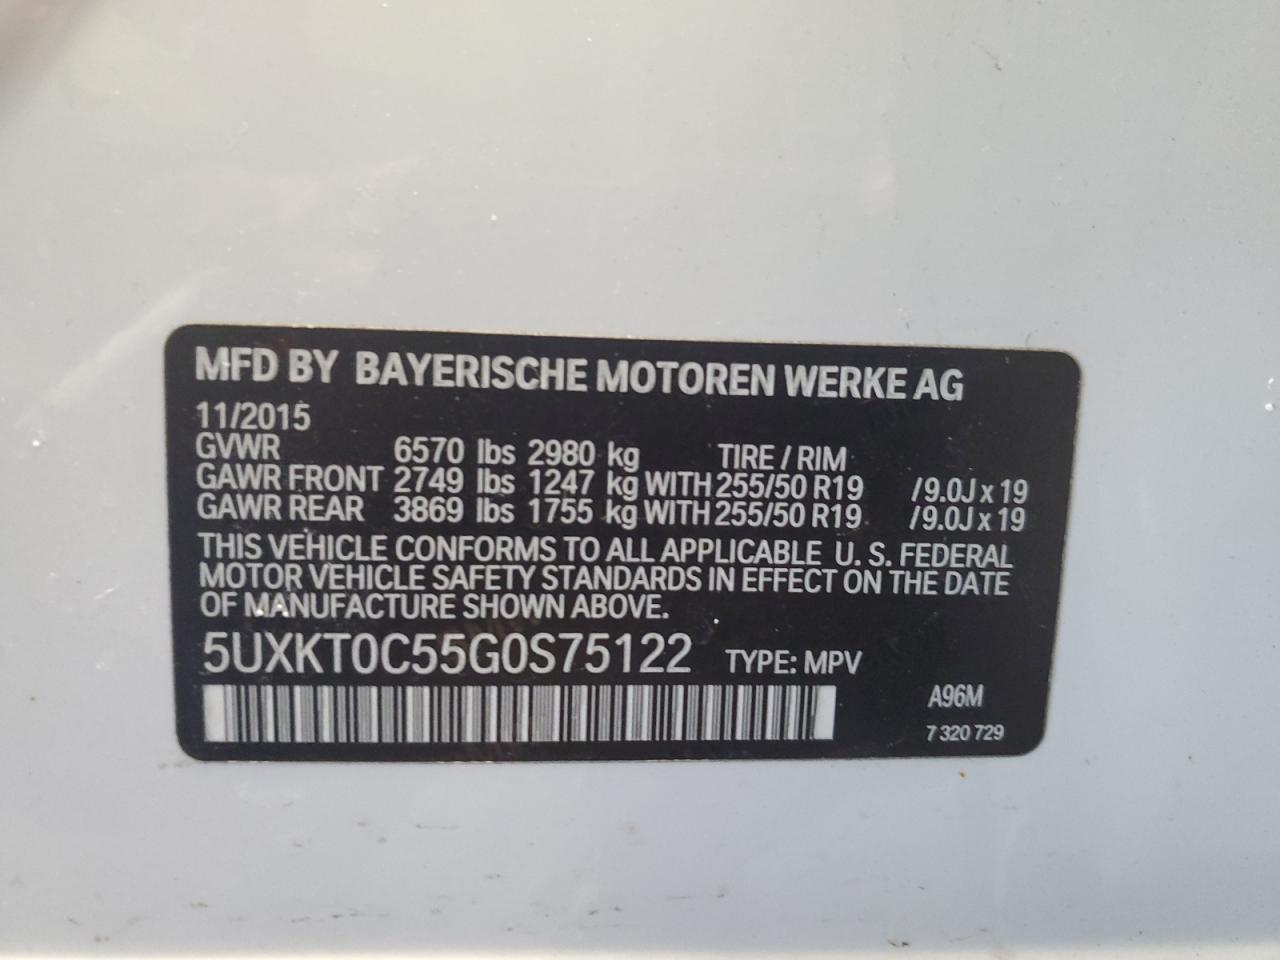 MFD BY BAYERISCHE MOTOREN WERKE AG
11/2015
GVWR 6570 lbs 2980 kg TIRE / RIM
GAWR FRONT 2749 lbs 1247 kg WITH 255/50 R19 /9.0J x 19
GAWR REAR 3869 lbs 1755 kg WITH 255/50 R19 /9.0J x 19
THIS VEHICLE CONFORMS TO ALL APPLICABLE U. S. FEDERAL
MOTOR VEHICLE SAFETY STANDARDS IN EFFECT ON THE DATE
OF MANUFACTURE SHOWN ABOVE.
5UXKT0C55G0S75122 TYPE: MPV
A96M
7 320 729